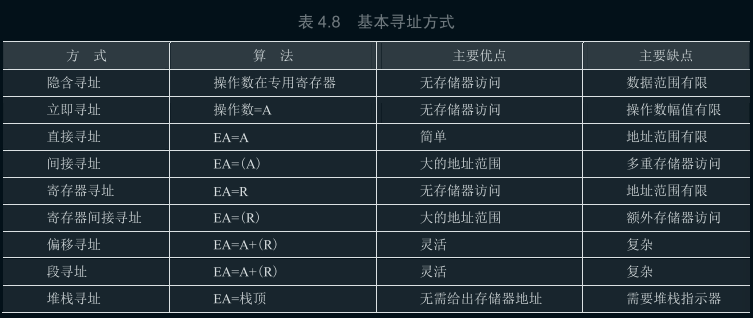 表 4.8 基本寻址方式
方 式 算 法 主要优点 主要缺点
隐含寻址 操作数在专用寄存器 无存储器访问 数据范围有限
立即寻址 操作数=A 无存储器访问 操作数幅值有限
直接寻址 EA=A 简单 地址范围有限
间接寻址 EA=(A) 大的地址范围 多重存储器访问
寄存器寻址 EA=R 无存储器访问 地址范围有限
寄存器间接寻址 EA=(R) 大的地址范围 额外存储器访问
偏移寻址 EA=A+(R) 灵活 复杂
段寻址 EA=A+(R) 灵活 复杂
堆栈寻址 EA=栈顶 无需给出存储器地址 需要堆栈指示器